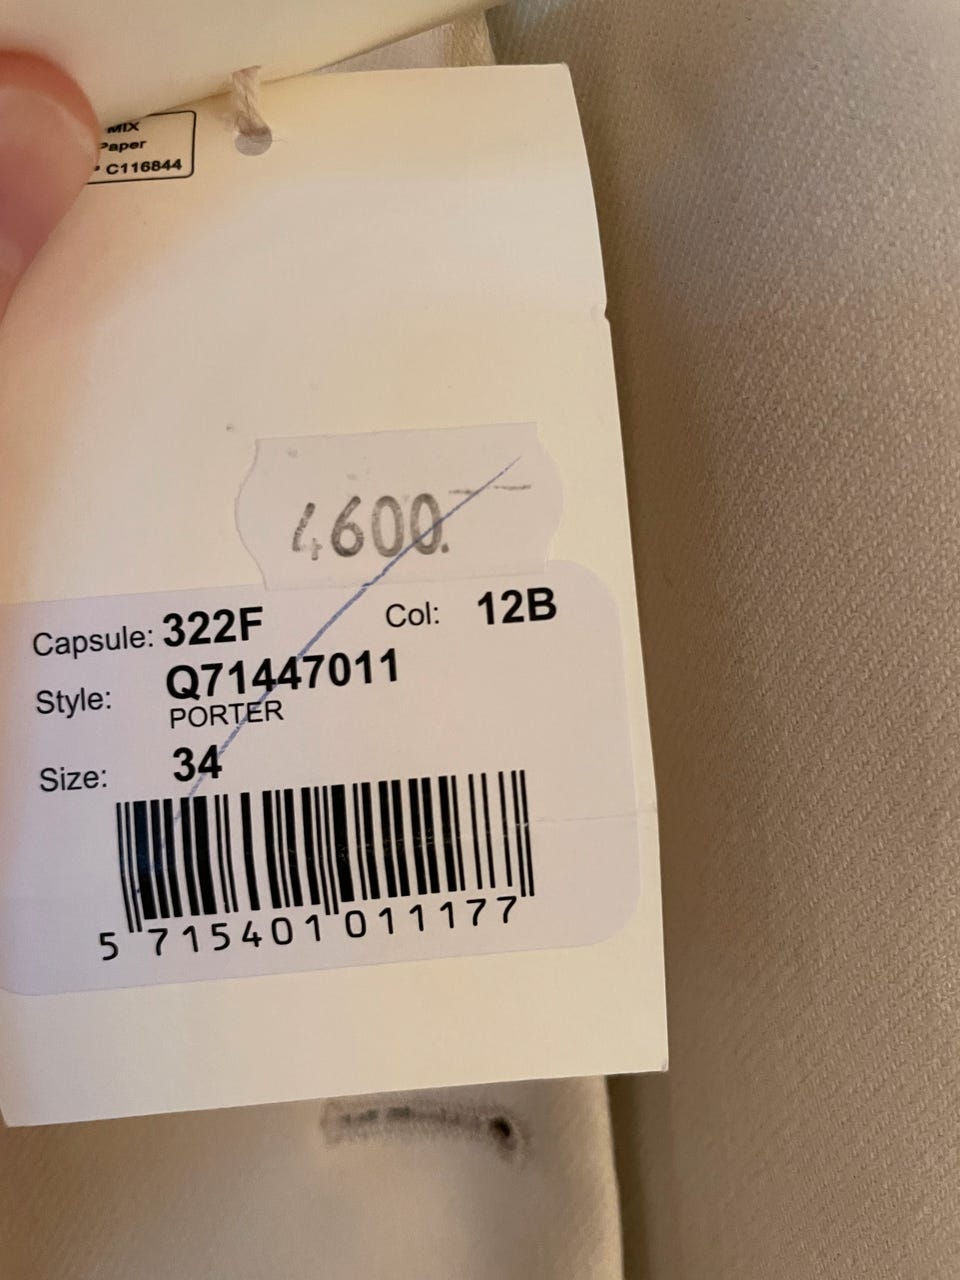 MIX
Paper
C116844
4600.--
Capsule: 322F Col: 12B
Style: Q71447011
PORTER
Size: 34
5 715401 011177